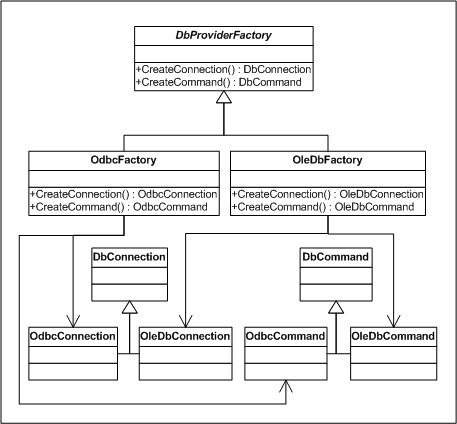 DbProviderFactory
+CreateConnection() : DbConnection
+CreateCommand() : DbCommand
OdbcFactory
OleDbFactory
+CreateConnection() : OdbcConnection
+CreateCommand() : OdbcCommand
+CreateConnection() : OleDbConnection
+CreateCommand() : OleDbCommand
DbConnection
DbCommand
OdbcConnection
OleDbConnection
OdbcCommand
OleDbCommand